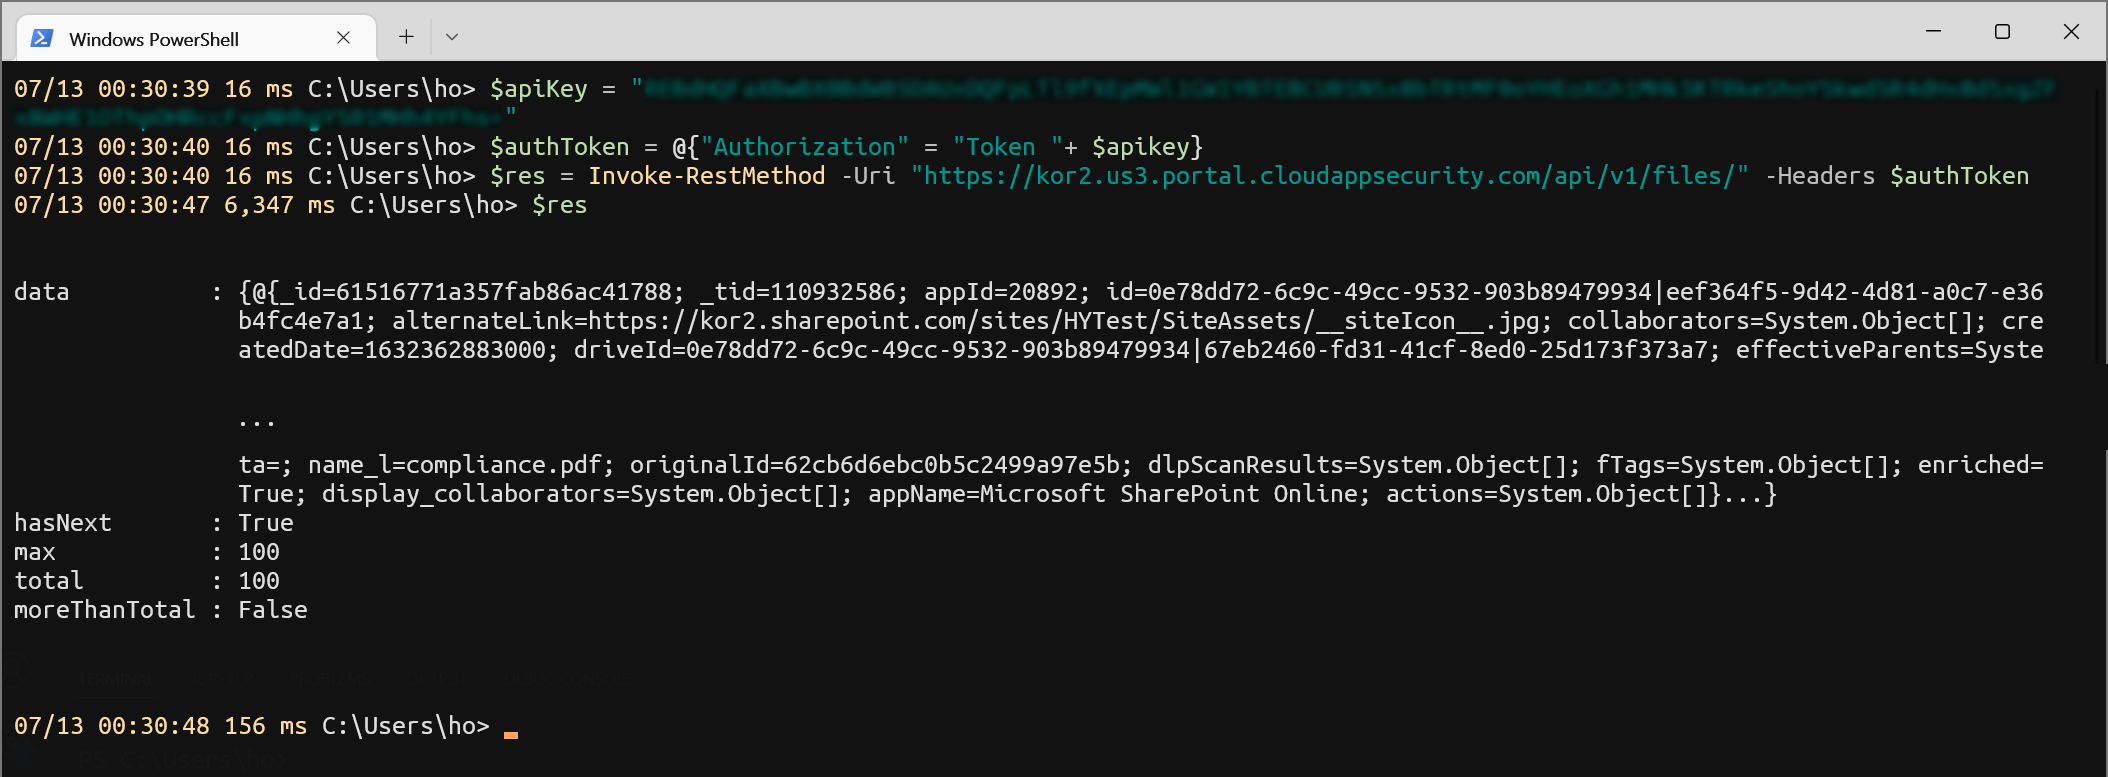 Windows PowerShell
07/13 00:30:39 16 ms C:\Users\ho> $apiKey = "
"
07/13 00:30:40 16 ms C:\Users\ho> $authToken = @{"Authorization" = "Token "+ $apikey}
07/13 00:30:40 16 ms C:\Users\ho> $res = Invoke-RestMethod -Uri "https://kor2.us3.portal.cloudappsecurity.com/api/v1/files/" -Headers $authToken
07/13 00:30:47 6,347 ms C:\Users\ho> $res
data : {@{_id=61516771a357fab86ac41788; _tid=110932586; appId=20892; id=0e78dd72-6c9c-49cc-9532-903b89479934|eef364f5-9d42-4d81-a0c7-e36
b4fc4e7a1; alternateLink=https://kor2.sharepoint.com/sites/HYTest/SiteAssets/__siteIcon__.jpg; collaborators=System.Object[]; cre
atedDate=1632362883000; driveId=0e78dd72-6c9c-49cc-9532-903b89479934|67eb2460-fd31-41cf-8ed0-25d173f373a7; effectiveParents=Syste
...
ta=; name_l=compliance.pdf; originalId=62cb6d6ebc0b5c2499a97e5b; dlpScanResults=System.Object[]; fTags=System.Object[]; enriched=
True; display_collaborators=System.Object[]; appName=Microsoft SharePoint Online; actions=System.Object[]}...}
hasNext : True
max : 100
total : 100
moreThanTotal : False
07/13 00:30:48 156 ms C:\Users\ho>